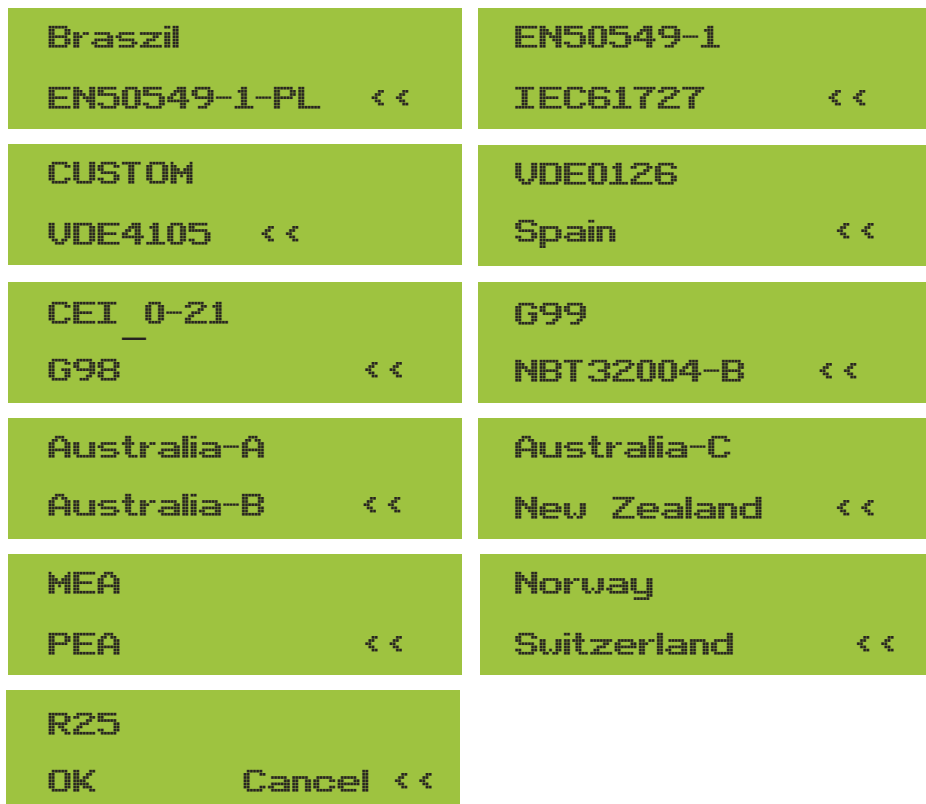 Braszil
EN50549-1-PL <<
EN50549-1
IEC61727 <<
CUSTOM
VDE4105 <<
VDE0126
Spain <<
CEI_0-21
G98 <<
G99
NBT32004-B <<
Australia-A
Australia-B <<
Australia-C
New Zealand <<
MEA
PEA <<
Norway
Switzerland <<
R25
OK Cancel <<